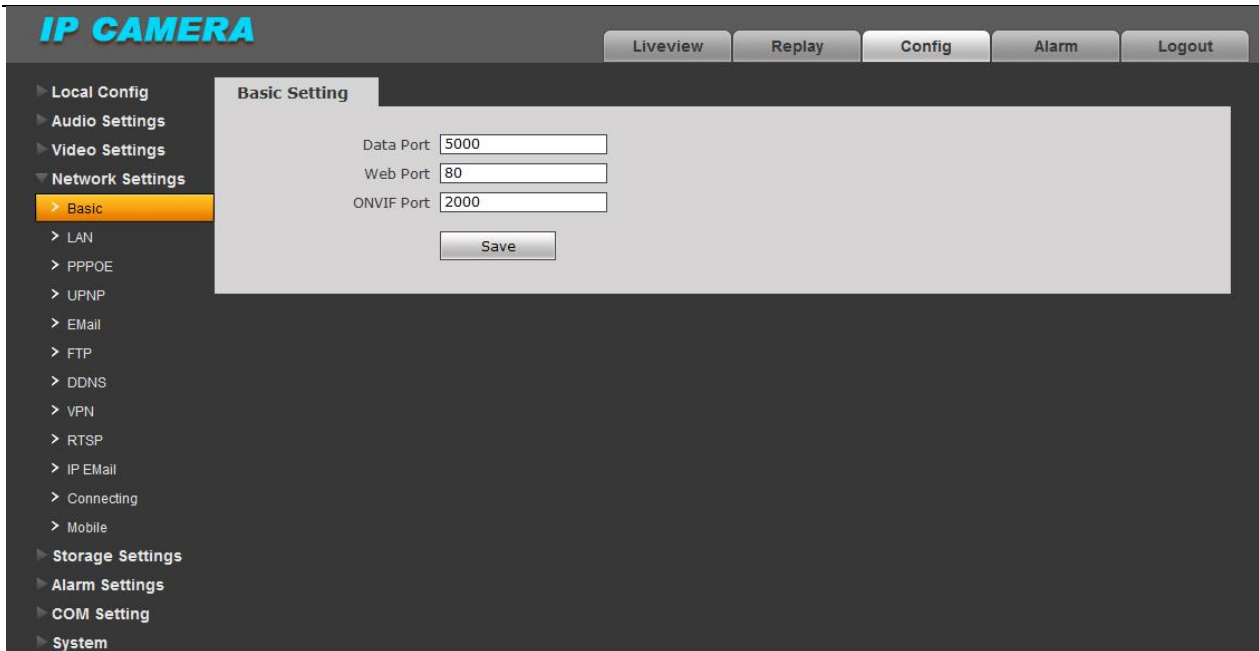 IP CAMERA
Liveview Replay Config Alarm Logout
Local Config
Audio Settings
Video Settings
Network Settings
> Basic
> LAN
> PPPOE
> UPNP
> EMail
> FTP
> DDNS
> VPN
> RTSP
> IP EMail
> Connecting
> Mobile
Storage Settings
Alarm Settings
COM Setting
System
Basic Setting
Data Port 5000
Web Port 80
ONVIF Port 2000
Save